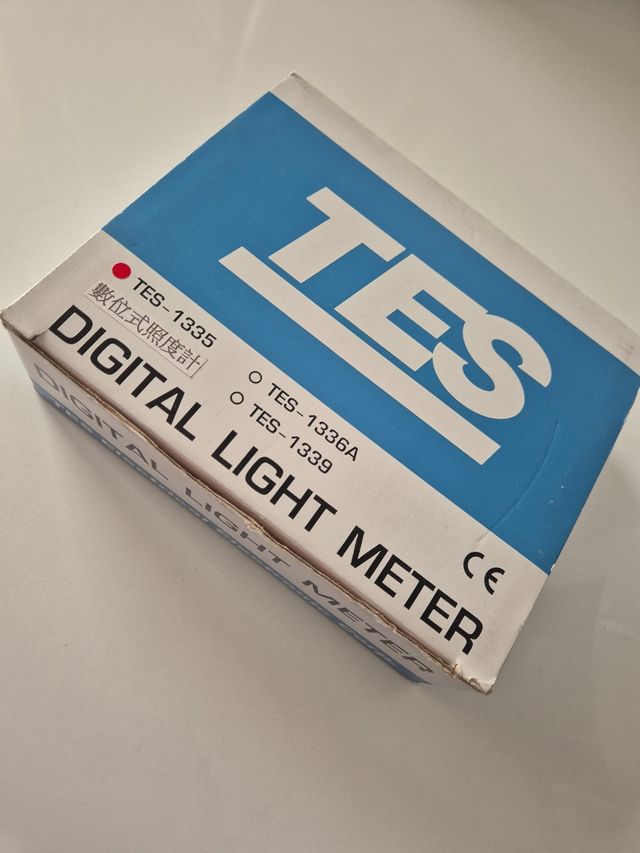 TES
TES-1335
數位式照度計
TES-1336A
TES-1339
DIGITAL LIGHT METER
CE
DIGITAL LIGHT METER